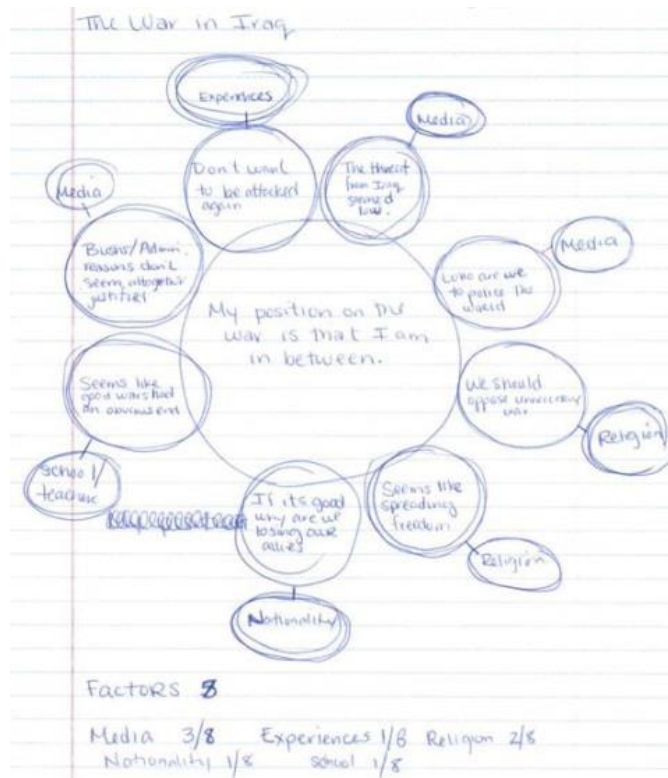 The War in Iraq
Experinces
Media
Don't want
to be attacked
again
The threat
from Iraq
seemed
low.
Media
Bushs/Admin.
reasons don't
seem altogether
justified
Media
Who are we
to police the
world
My position on the
war is that I am
in between.
Seems like
good wars had
an obvious end
We should
oppose unnecessary
war
Religion
School/
teacher
If its good
why are we
losing our
allies
Seems like
spreading
freedom
Religion
Nationality
Factors 8
Media 3/8 Experiences 1/8 Religion 2/8
Nationality 1/8 school 1/8